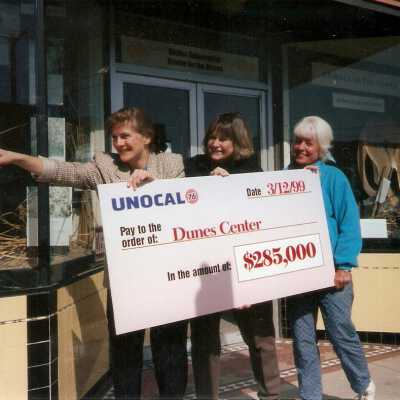 UNOCAL 76
Date 3/12/99
Pay to the
order of: Dunes Center
In the amount of: $285,000